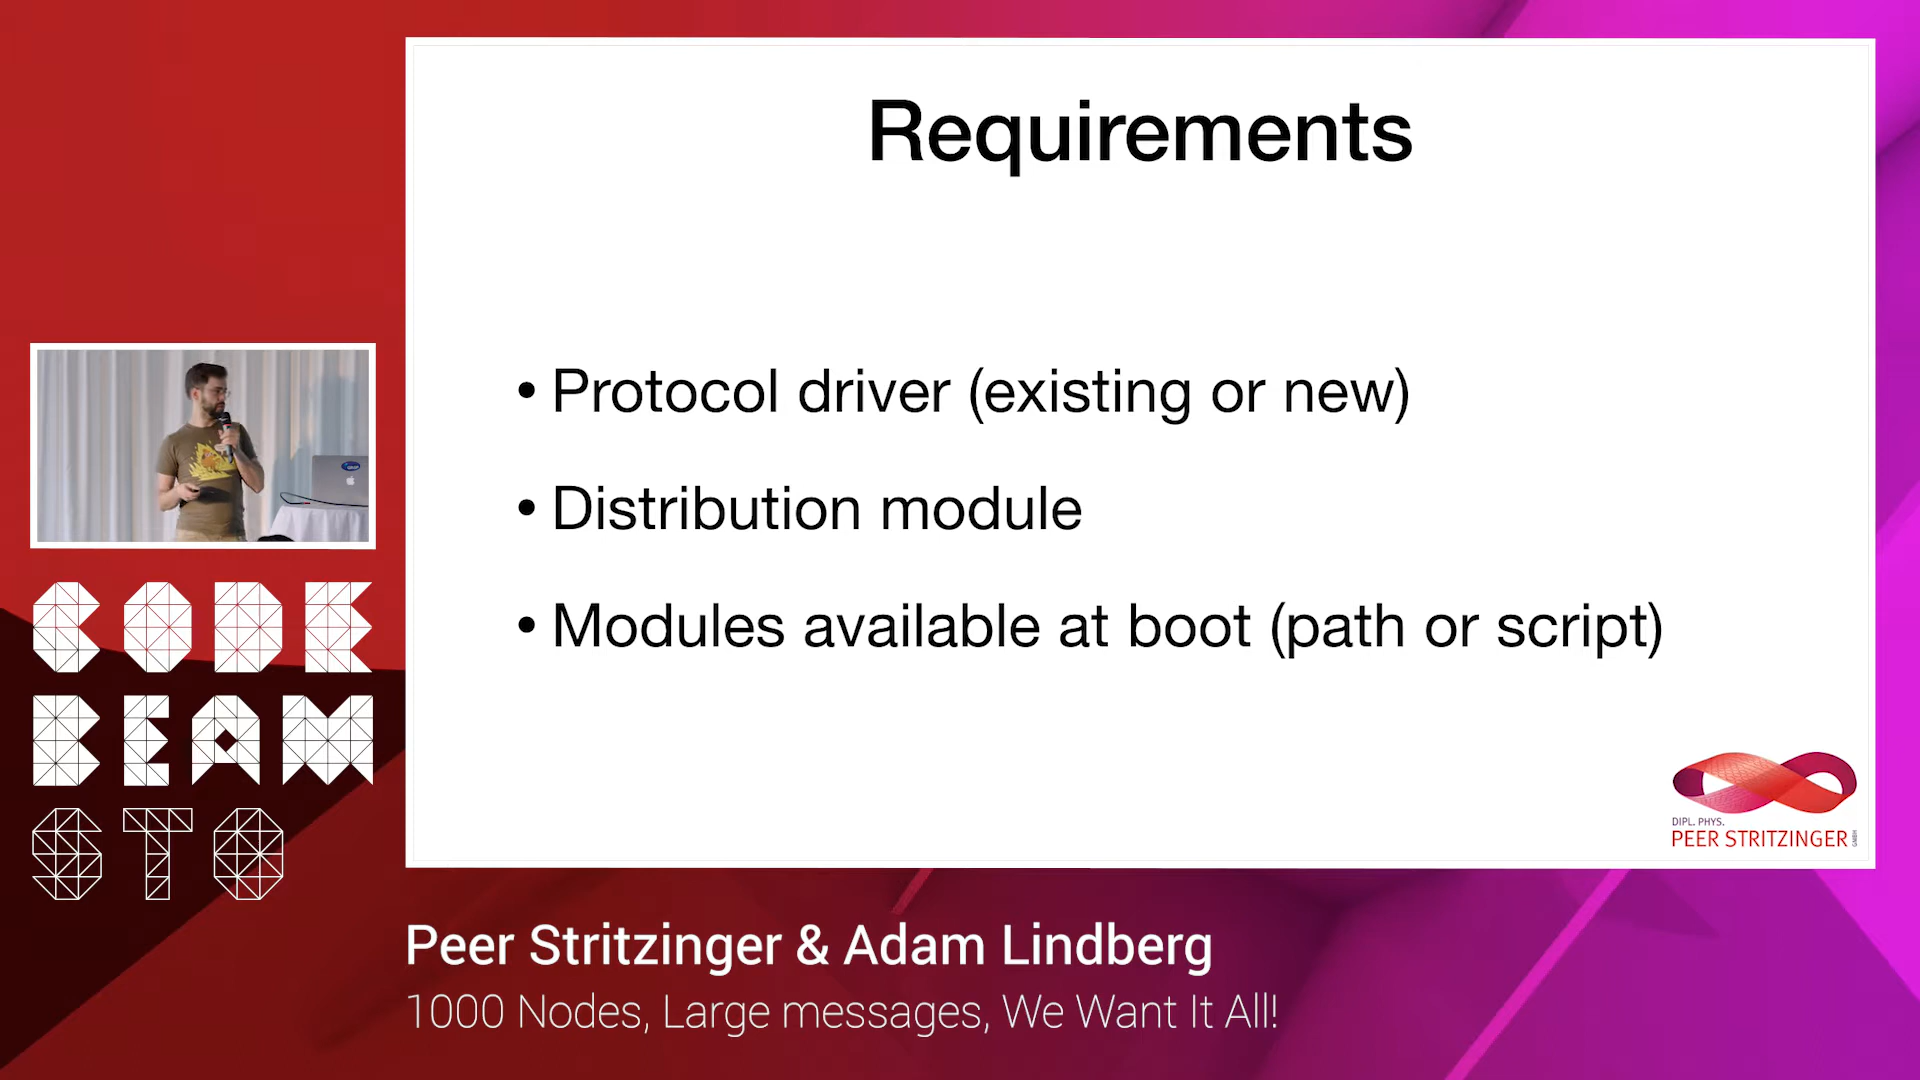 Requirements
• Protocol driver (existing or new)
• Distribution module
• Modules available at boot (path or script)
DIPL. PHYS.
PEER STRITZINGER GMBH
CODE
BEAM
STO
Peer Stritzinger & Adam Lindberg
1000 Nodes, Large messages, We Want It All!